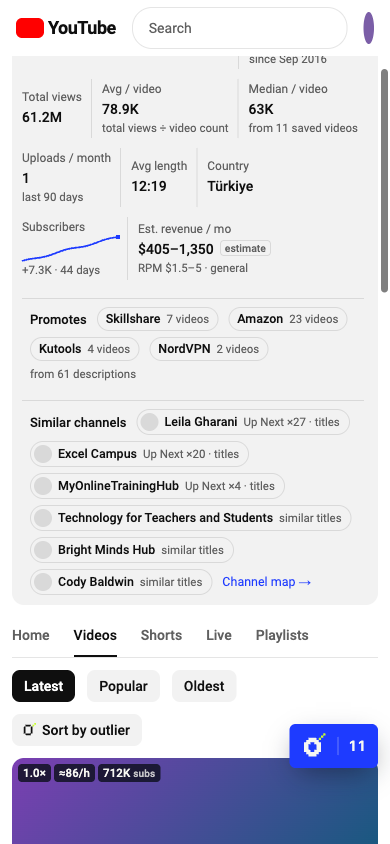 YouTube
Search
since Sep 2016
Total views
61.2M
Avg / video
78.9K
total views ÷ video count
Median / video
63K
from 11 saved videos
Uploads / month
1
last 90 days
Avg length
12:19
Country
Türkiye
Subscribers
+7.3K · 44 days
Est. revenue / mo
$405–1,350 estimate
RPM $1.5–5 · general
Promotes Skillshare 7 videos Amazon 23 videos
Kutools 4 videos NordVPN 2 videos
from 61 descriptions
Similar channels Leila Gharani Up Next ×27 · titles
Excel Campus Up Next ×20 · titles
MyOnlineTrainingHub Up Next ×4 · titles
Technology for Teachers and Students similar titles
Bright Minds Hub similar titles
Cody Baldwin similar titles Channel map →
Home Videos Shorts Live Playlists
Latest Popular Oldest
Sort by outlier
11
1.0× ≈86/h 712K subs